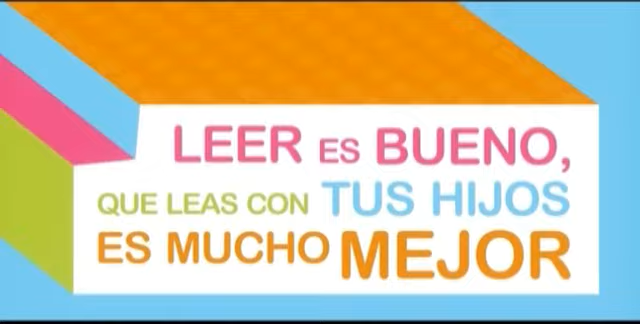 LEER ES BUENO,
QUE LEAS CON TUS HIJOS
ES MUCHO MEJOR